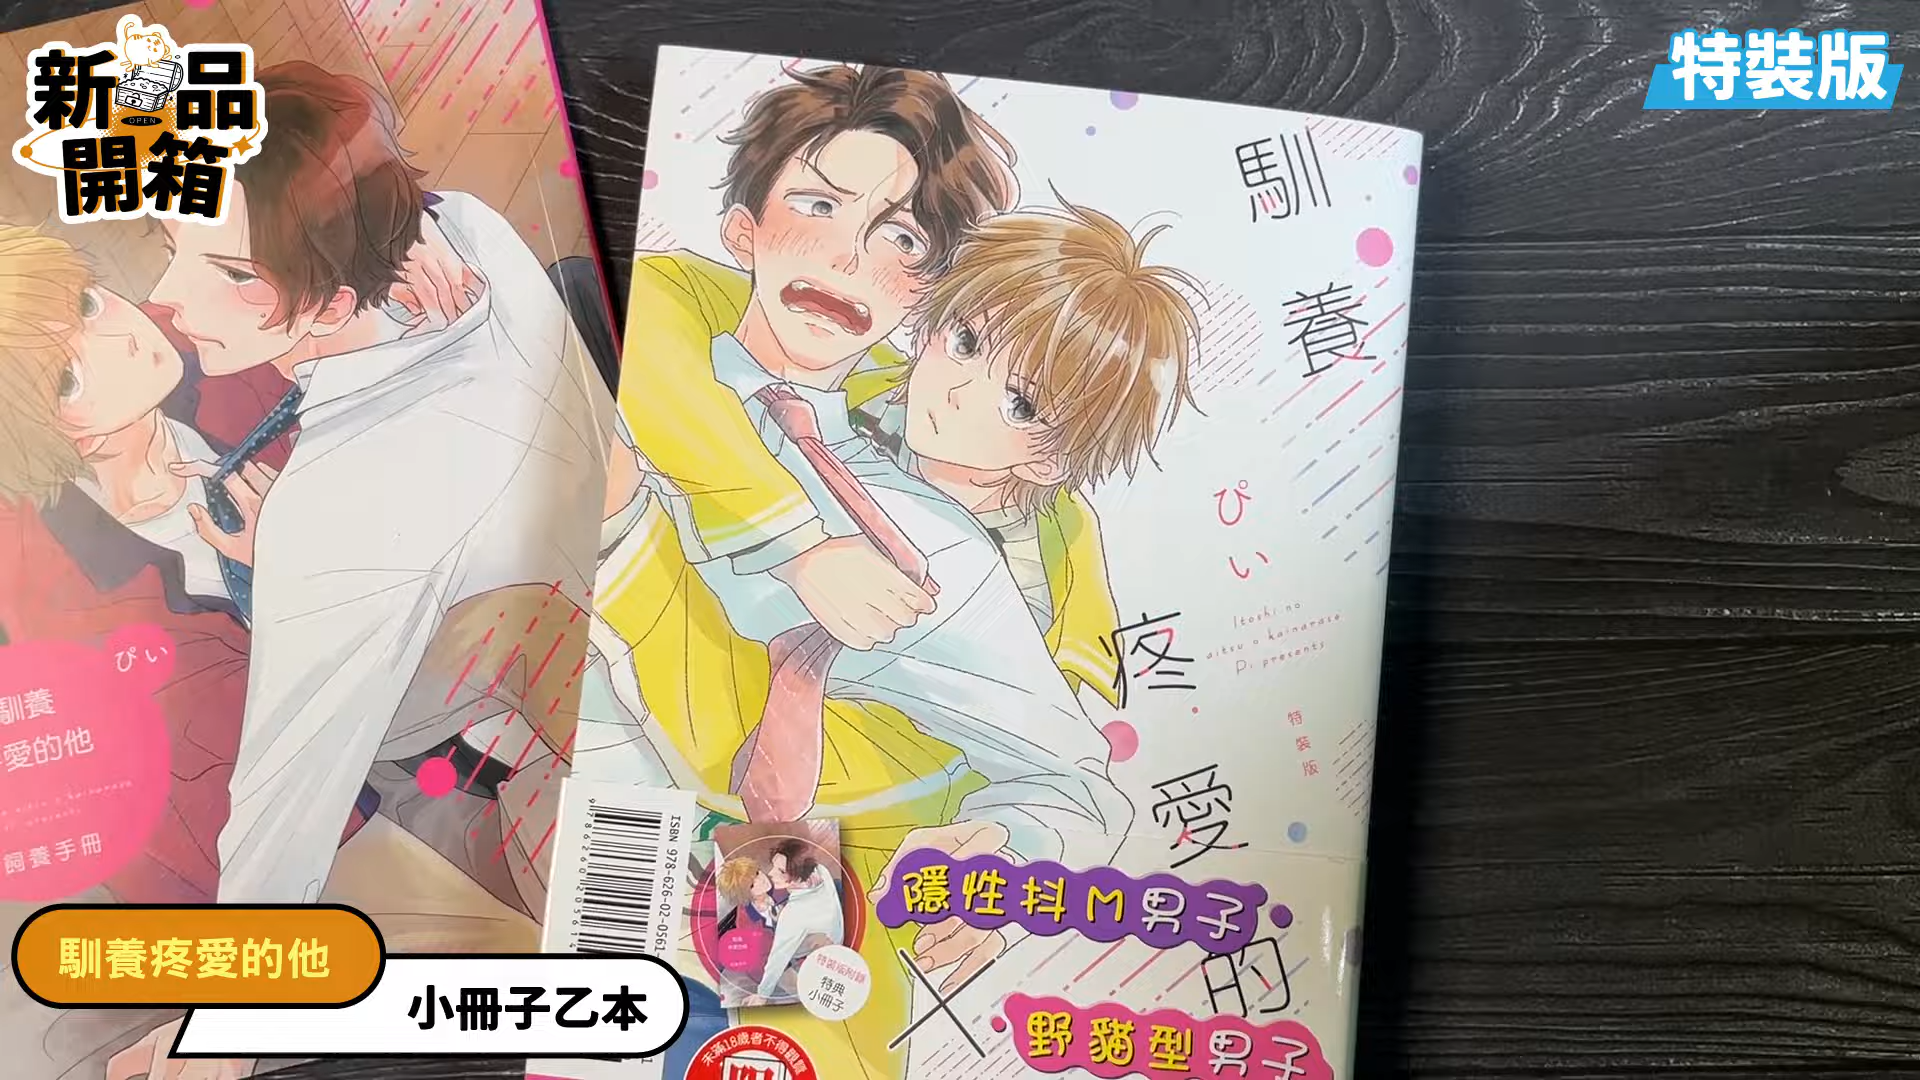 新品
OPEN
開箱
特裝版
馴養
疼愛的
ぴい
Itoshi no
aitsu o kainarase
Pi presents
特裝版
ぴい
馴養
愛的他
飼養手冊
ISBN 978-626-02-0561-
特裝版附錄
特典
小冊子
隱性抖M男子
×
野貓型男子
未滿18歲者不得觀賞
馴養疼愛的他
小冊子乙本